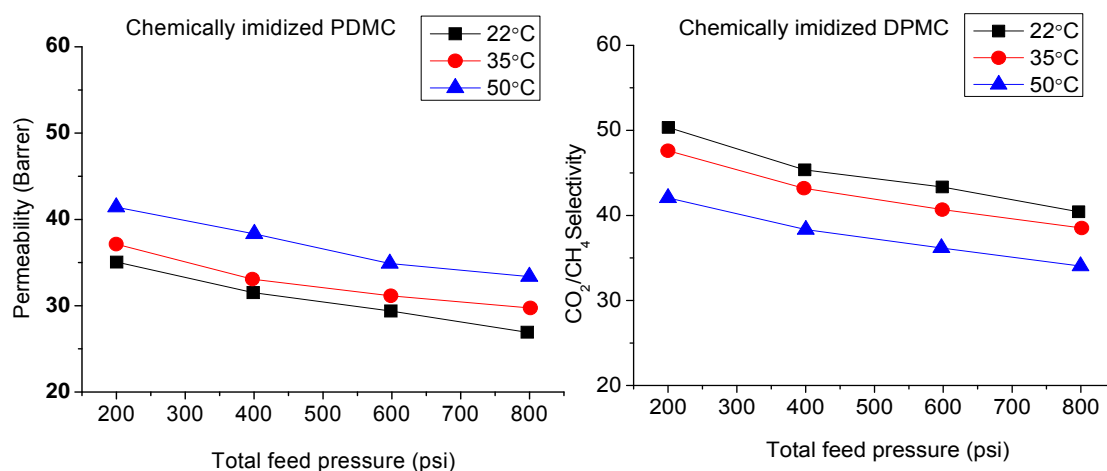 Chemically imidized PDMC
22°C
35°C
50°C
60
50
40
30
20
Permeability (Barrer)
200 300 400 500 600 700 800
Total feed pressure (psi)
Chemically imidized DPMC
22°C
35°C
50°C
60
50
40
30
20
CO₂/CH₄ Selectivity
200 300 400 500 600 700 800
Total feed pressure (psi)